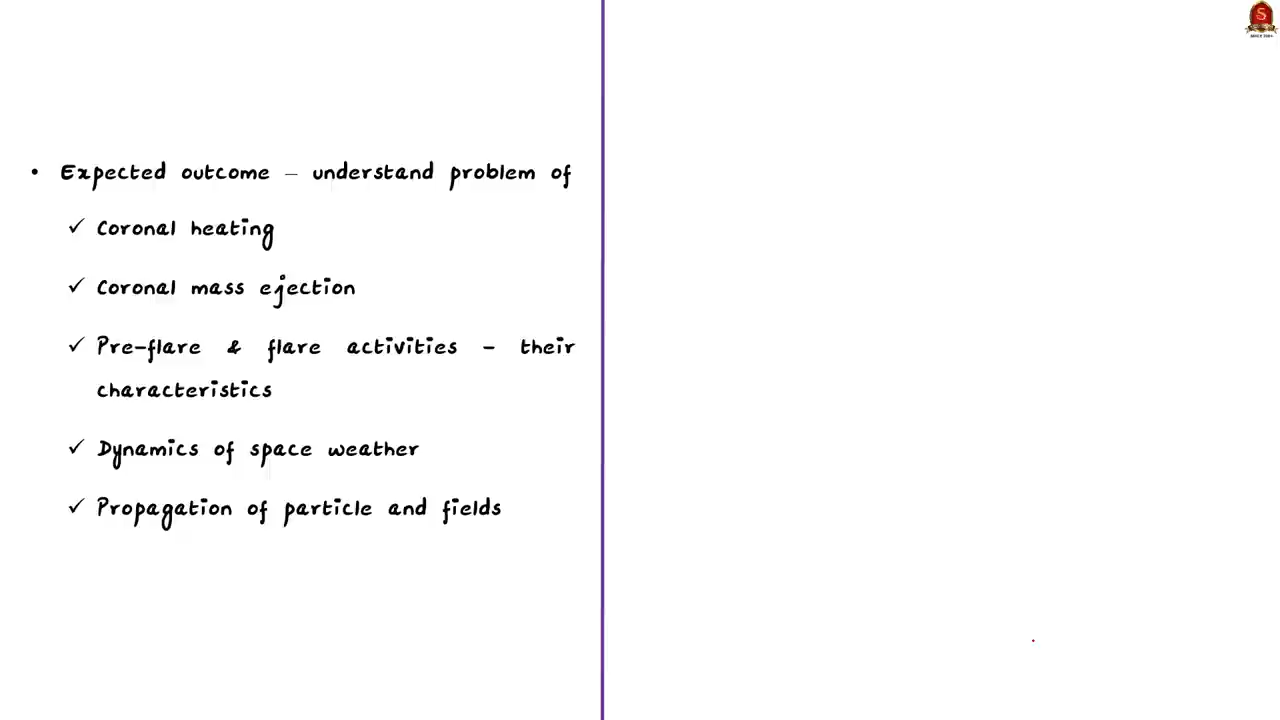 • Expected outcome – understand problem of
✓ Coronal heating
✓ Coronal mass ejection
✓ Pre-flare & flare activities - their
characteristics
✓ Dynamics of space weather
✓ Propagation of particle and fields
S